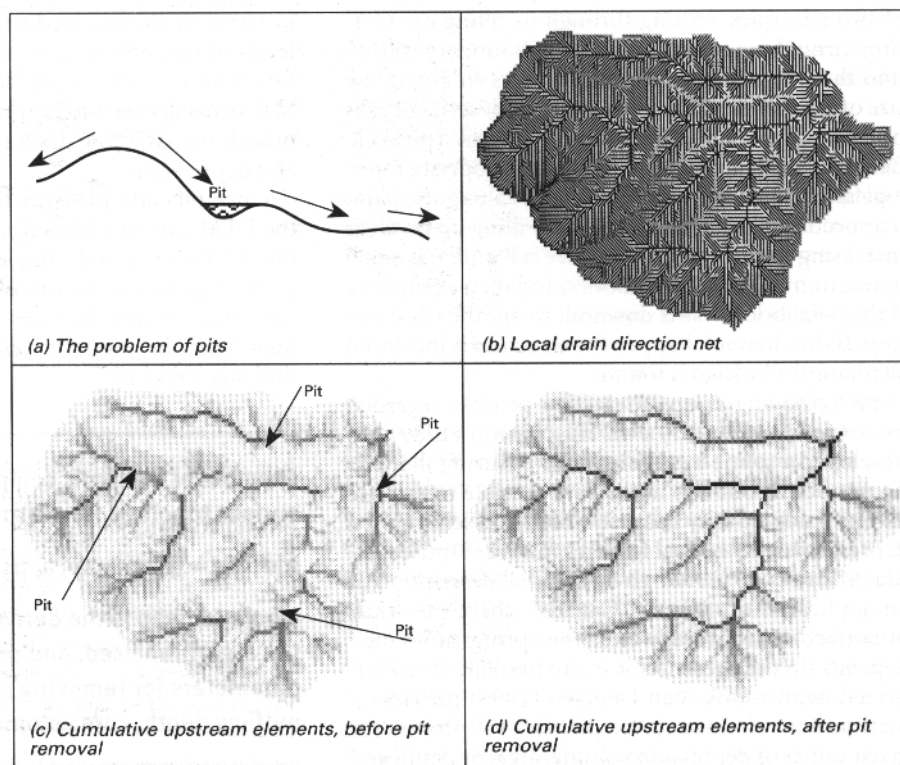 Pit
(a) The problem of pits
(b) Local drain direction net
Pit
Pit
Pit
Pit
(c) Cumulative upstream elements, before pit
removal
(d) Cumulative upstream elements, after pit
removal